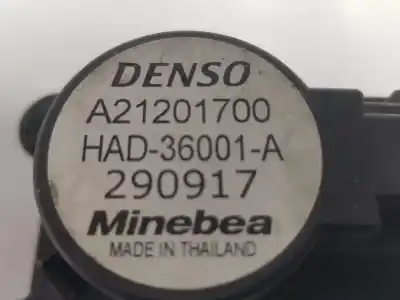 DENSO
A21201700
HAD-36001-A
290917
Minebea
MADE IN THAILAND